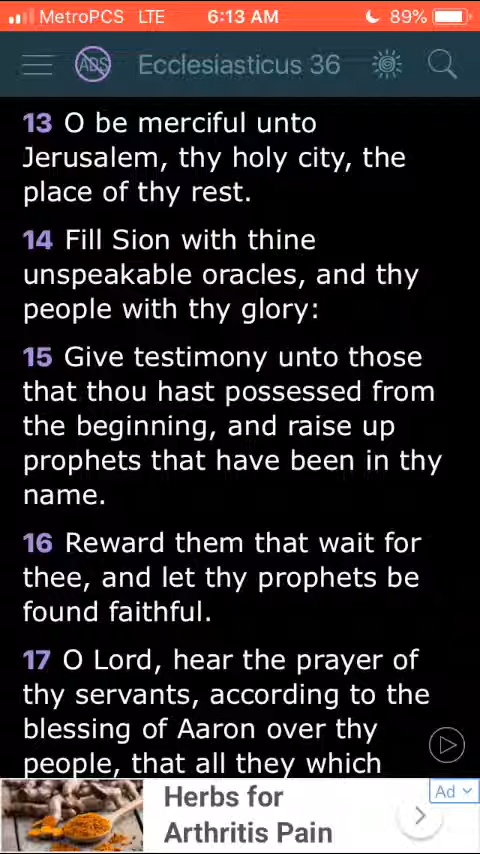 MetroPCS LTE 6:13 AM 89%
ADS Ecclesiasticus 36
13 O be merciful unto
Jerusalem, thy holy city, the
place of thy rest.
14 Fill Sion with thine
unspeakable oracles, and thy
people with thy glory:
15 Give testimony unto those
that thou hast possessed from
the beginning, and raise up
prophets that have been in thy
name.
16 Reward them that wait for
thee, and let thy prophets be
found faithful.
17 O Lord, hear the prayer of
thy servants, according to the
blessing of Aaron over thy
people, that all they which
Herbs for
Arthritis Pain
Ad